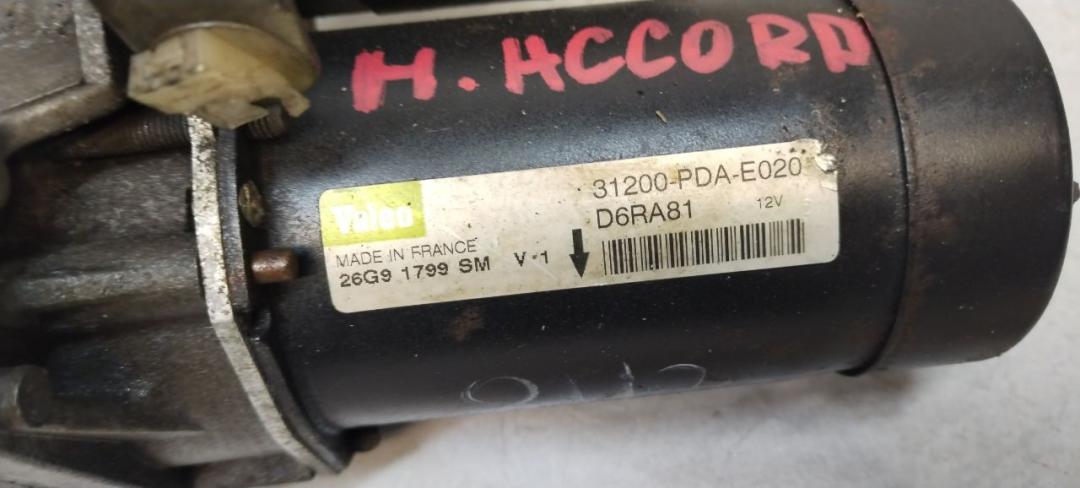 H. ACCORD
31200-PDA-E020
Valeo
D6RA81 12V
MADE IN FRANCE
26G9 1799 SM V·1